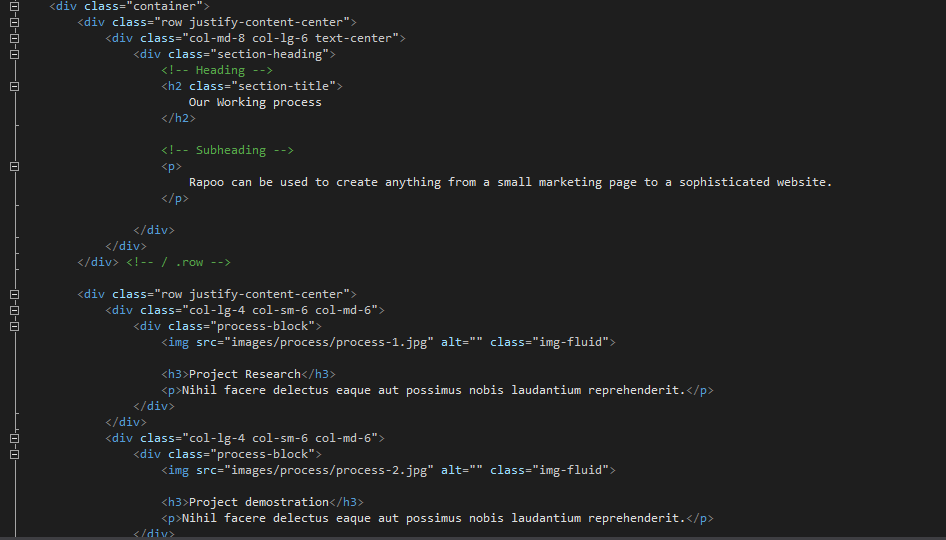 <div class="container">
<div class="row justify-content-center">
<div class="col-md-8 col-lg-6 text-center">
<div class="section-heading">
<!-- Heading -->
<h2 class="section-title">
Our Working process
</h2>
<!-- Subheading -->
<p>
Rapoo can be used to create anything from a small marketing page to a sophisticated website.
</p>
</div>
</div>
</div> <!-- / .row -->
<div class="row justify-content-center">
<div class="col-lg-4 col-sm-6 col-md-6">
<div class="process-block">
<img src="images/process/process-1.jpg" alt="" class="img-fluid">
<h3>Project Research</h3>
<p>Nihil facere delectus eaque aut possimus nobis laudantium reprehenderit.</p>
</div>
</div>
<div class="col-lg-4 col-sm-6 col-md-6">
<div class="process-block">
<img src="images/process/process-2.jpg" alt="" class="img-fluid">
<h3>Project demostration</h3>
<p>Nihil facere delectus eaque aut possimus nobis laudantium reprehenderit.</p>
</div>